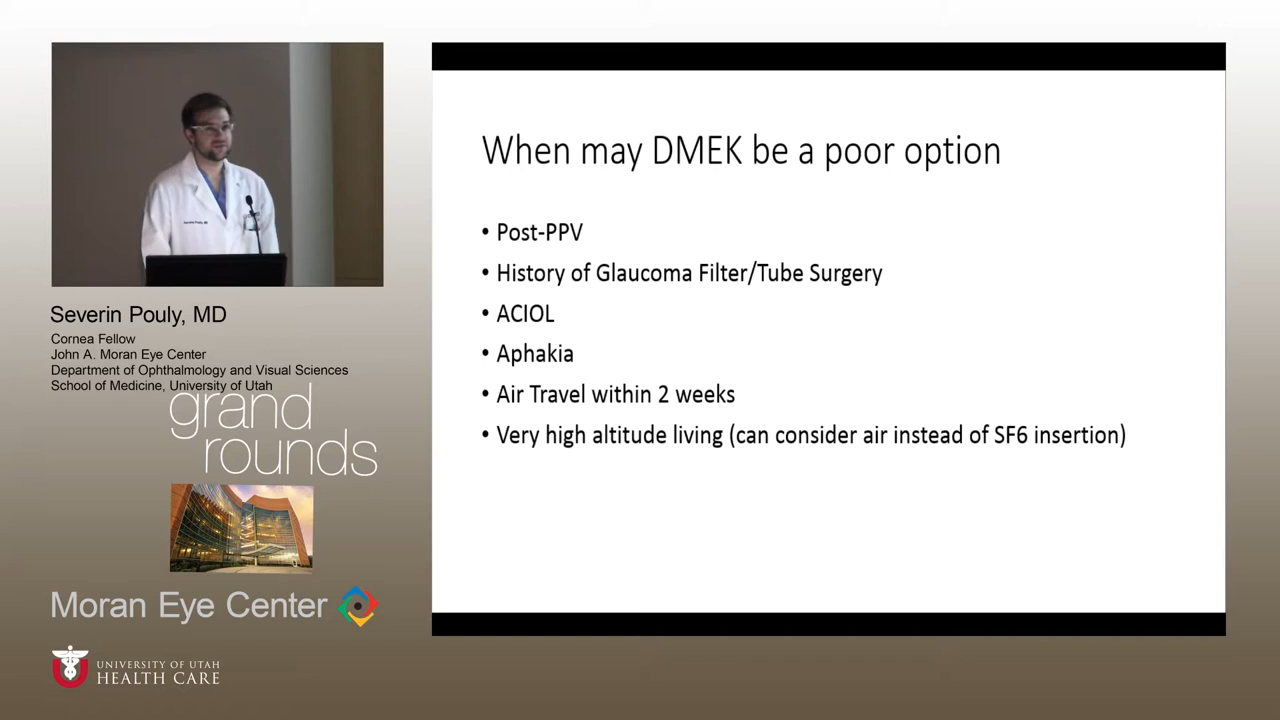 When may DMEK be a poor option
• Post-PPV
• History of Glaucoma Filter/Tube Surgery
• ACIOL
• Aphakia
• Air Travel within 2 weeks
• Very high altitude living (can consider air instead of SF6 insertion)
Severin Pouly, MD
Cornea Fellow
John A. Moran Eye Center
Department of Ophthalmology and Visual Sciences
School of Medicine, University of Utah
grand
rounds
Moran Eye Center
UNIVERSITY OF UTAH
HEALTH CARE